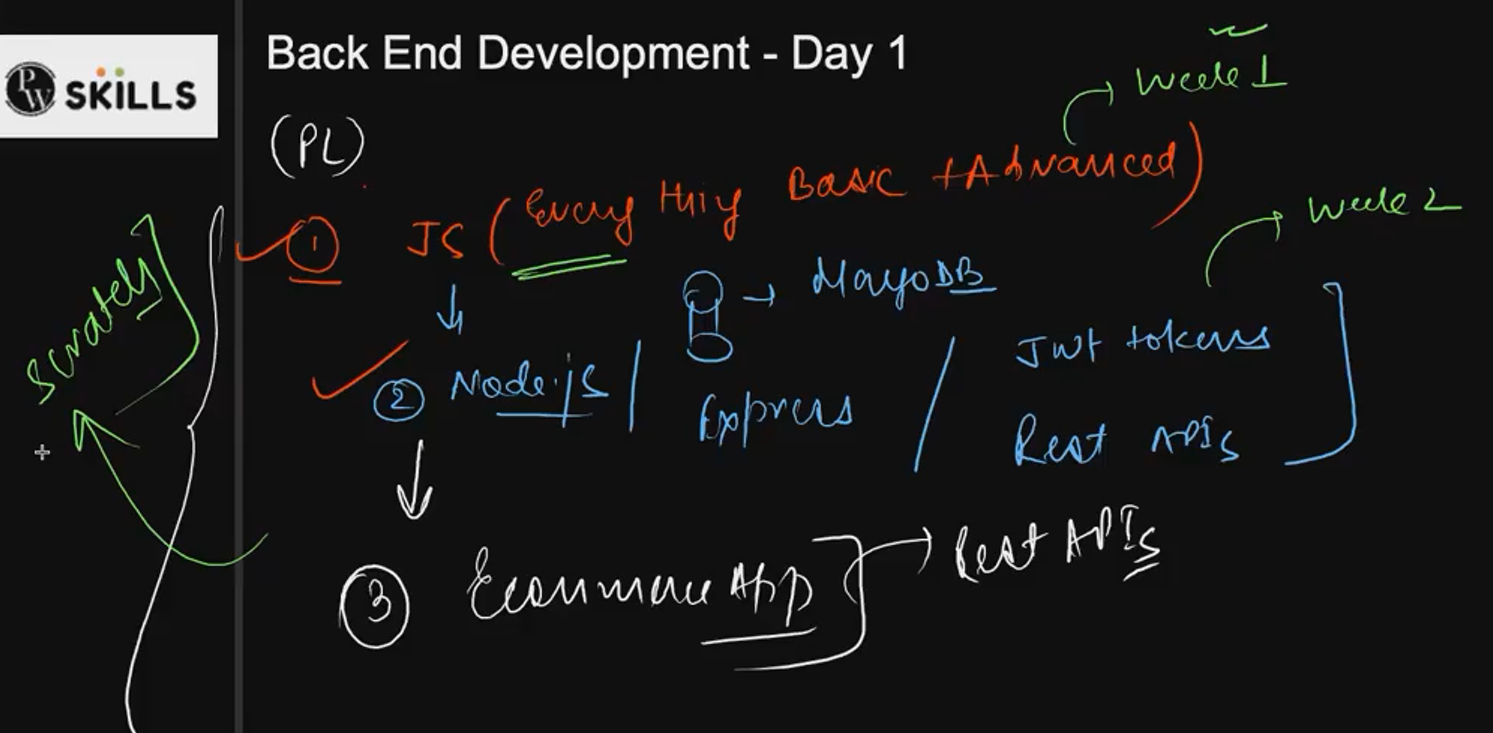 PW SKILLS
Back End Development - Day 1
Week 1
(PL)
1 JS (Every thing Basic + Advanced)
Week 2
MongoDB
2 Node.js / Express / JWT tokens
Rest APIs
3 Ecommerce App
Rest APIs